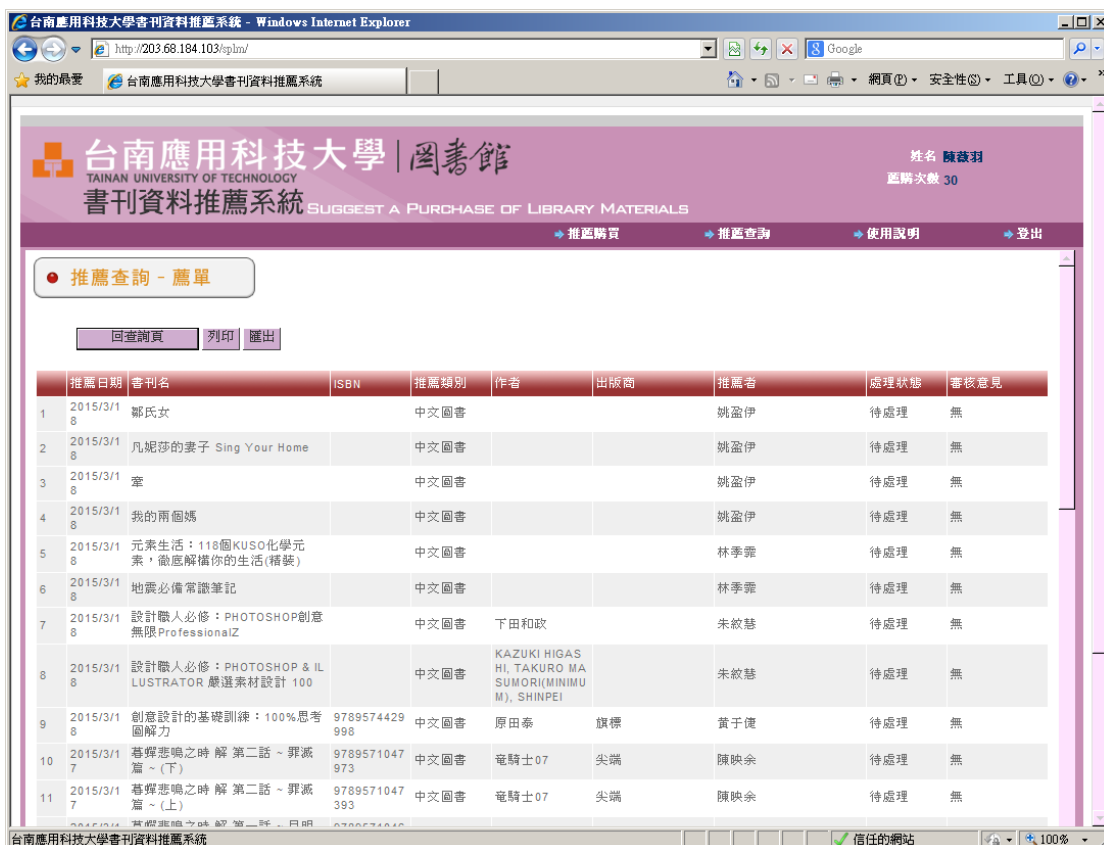 台南應用科技大學書刊資料推薦系統 - Windows Internet Explorer
http://203.68.184.103/splm/
Google
我的最愛
台南應用科技大學書刊資料推薦系統
網頁(P)
安全性(S)
工具(O)
台南應用科技大學
圖書館
TAINAN UNIVERSITY OF TECHNOLOGY
書刊資料推薦系統 SUGGEST A PURCHASE OF LIBRARY MATERIALS
姓名 陳薇羽
薦購次數 30
推薦購買 推薦查詢 使用說明 登出
推薦查詢 - 薦單
回查詢頁 列印 匯出
推薦日期 書刊名 ISBN 推薦類別 作者 出版商 推薦者 處理狀態 審核意見
1 2015/3/18 鄒氏女 中文圖書 姚盈伊 待處理 無
2 2015/3/18 凡妮莎的妻子 Sing Your Home 中文圖書 姚盈伊 待處理 無
3 2015/3/18 牽 中文圖書 姚盈伊 待處理 無
4 2015/3/18 我的兩個媽 中文圖書 姚盈伊 待處理 無
5 2015/3/18 元素生活：118個KUSO化學元
素，徹底解構你的生活(精裝) 中文圖書 林季霏 待處理 無
6 2015/3/18 地震必備常識筆記 中文圖書 林季霏 待處理 無
7 2015/3/18 設計職人必修：PHOTOSHOP創意
無限ProfessionalZ 中文圖書 下田和政 朱紋慧 待處理 無
8 2015/3/18 設計職人必修：PHOTOSHOP & IL
LUSTRATOR 嚴選素材設計 100 中文圖書 KAZUKI HIGAS
HI, TAKURO MA
SUMORI(MINIMU
M), SHINPEI 朱紋慧 待處理 無
9 2015/3/18 創意設計的基礎訓練：100%思考
圖解力 9789574429
998 中文圖書 原田泰 旗標 黃于倢 待處理 無
10 2015/3/17 暮蟬悲鳴之時 解 第二話 ~ 罪滅
篇 ~ (下) 9789571047
973 中文圖書 竜騎士07 尖端 陳映余 待處理 無
11 2015/3/17 暮蟬悲鳴之時 解 第二話 ~ 罪滅
篇 ~ (上) 9789571047
393 中文圖書 竜騎士07 尖端 陳映余 待處理 無
台南應用科技大學書刊資料推薦系統
信任的網站
100%